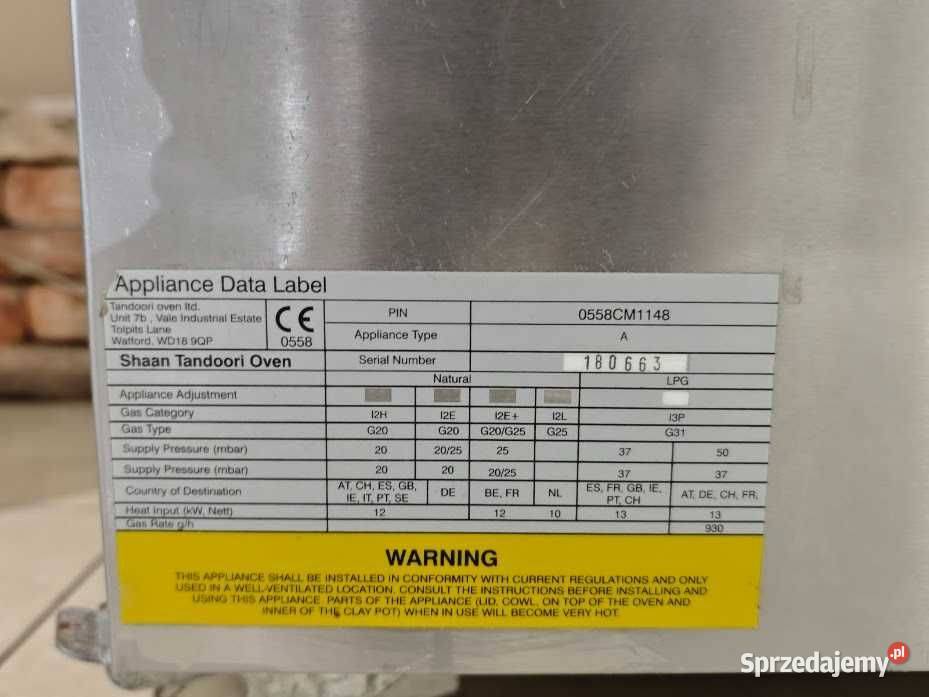 Appliance Data Label
Tandoori oven ltd.
Unit 7b , Vale Industrial Estate
Tolpits Lane
Watford, WD18 9QP
CE
0558
PIN 0558CM1148
Appliance Type A
Shaan Tandoori Oven Serial Number 180663
Natural LPG
Appliance Adjustment
Gas Category I2H I2E I2E+ I2L I3P
Gas Type G20 G20 G20/G25 G25 G31
Supply Pressure (mbar) 20 20/25 25 37 50
Supply Pressure (mbar) 20 20 20/25 37 37
Country of Destination AT, CH, ES, GB, IE, IT, PT, SE DE BE, FR NL ES, FR, GB, IE, PT, CH AT, DE, CH, FR,
Heat Input (kW, Nett) 12 12 10 13 13
Gas Rate g/h 930
WARNING
THIS APPLIANCE SHALL BE INSTALLED IN CONFORMITY WITH CURRENT REGULATIONS AND ONLY
USED IN A WELL-VENTILATED LOCATION. CONSULT THE INSTRUCTIONS BEFORE INSTALLING AND
USING THIS APPLIANCE. PARTS OF THE APPLIANCE (LID, COWL, ON TOP OF THE OVEN AND
INNER OF THE CLAY POT) WHEN IN USE WILL BECOME VERY HOT.
Sprzedajemy.pl